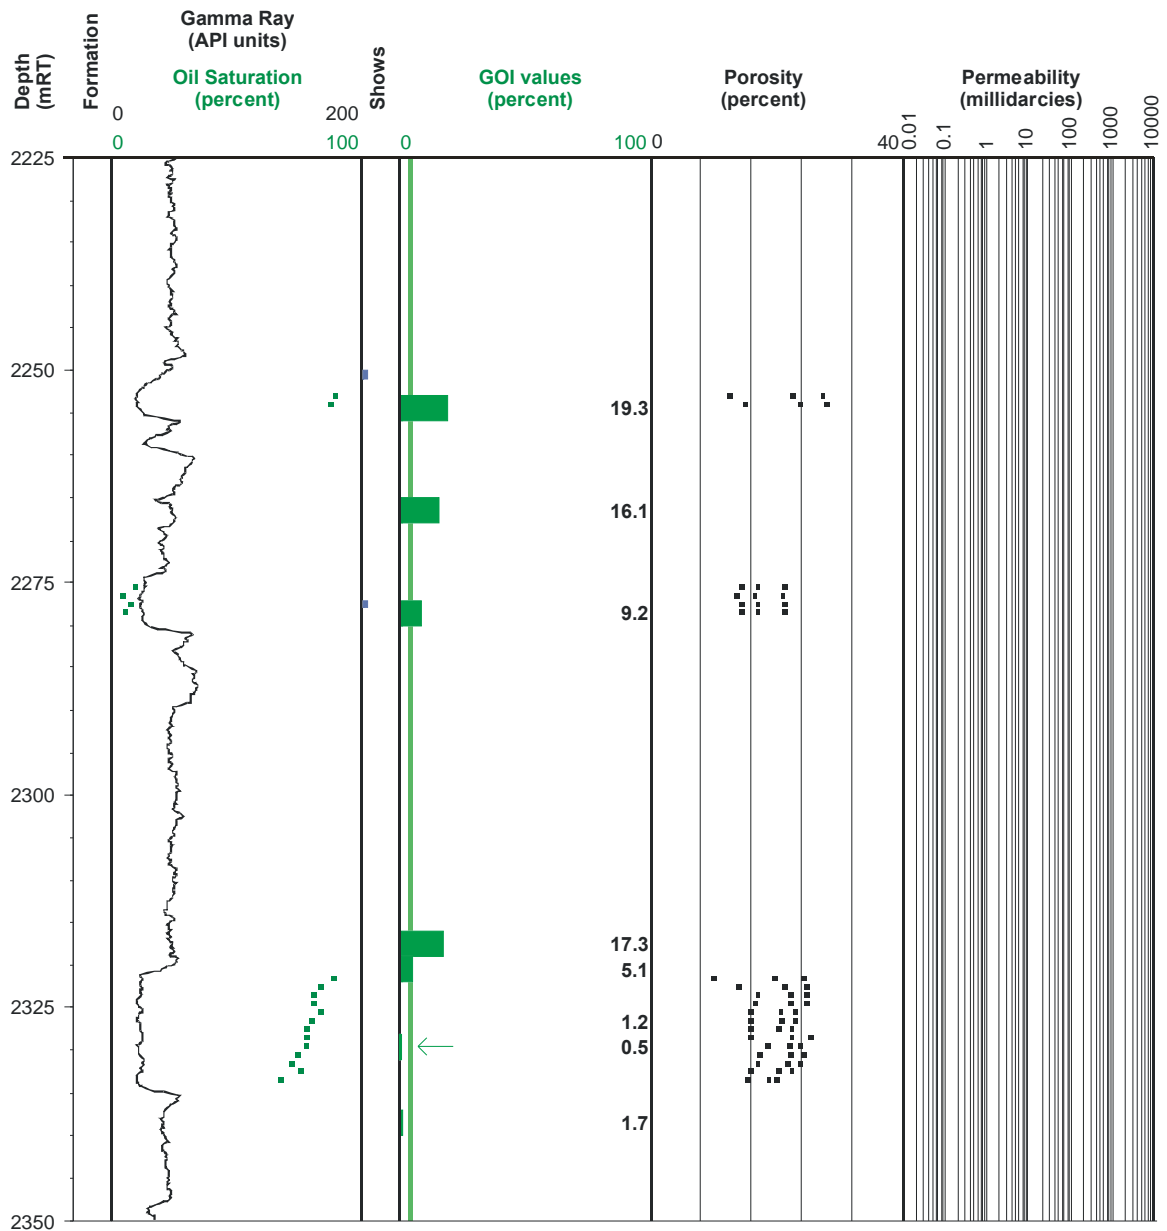 Depth
(mRT)
Formation
Gamma Ray
(API units)
Oil Saturation
(percent)
0
200
0
100
Shows
GOI values
(percent)
0
100
Porosity
(percent)
0
40
Permeability
(millidarcies)
0.01
0.1
1
10
100
1000
10000
2225
2250
19.3
16.1
2275
9.2
2300
17.3
5.1
2325
1.2
0.5
1.7
2350